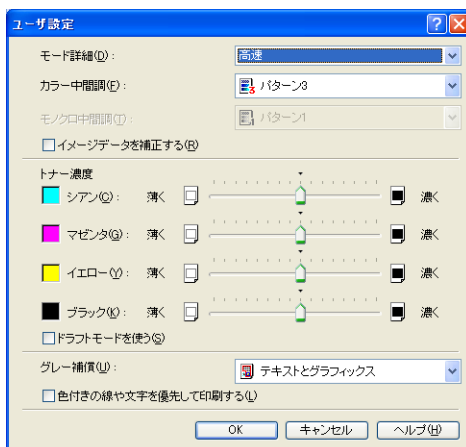 ユーザ設定
モード詳細(D): 高速
カラー中間調(F): パターン3
モノクロ中間調(T): パターン1
イメージデータを補正する(R)
トナー濃度
シアン(C): 薄く 濃く
マゼンタ(G): 薄く 濃く
イエロー(Y): 薄く 濃く
ブラック(K): 薄く 濃く
ドラフトモードを使う(S)
グレー補償(U): テキストとグラフィックス
色付きの線や文字を優先して印刷する(L)
OK キャンセル ヘルプ(H)